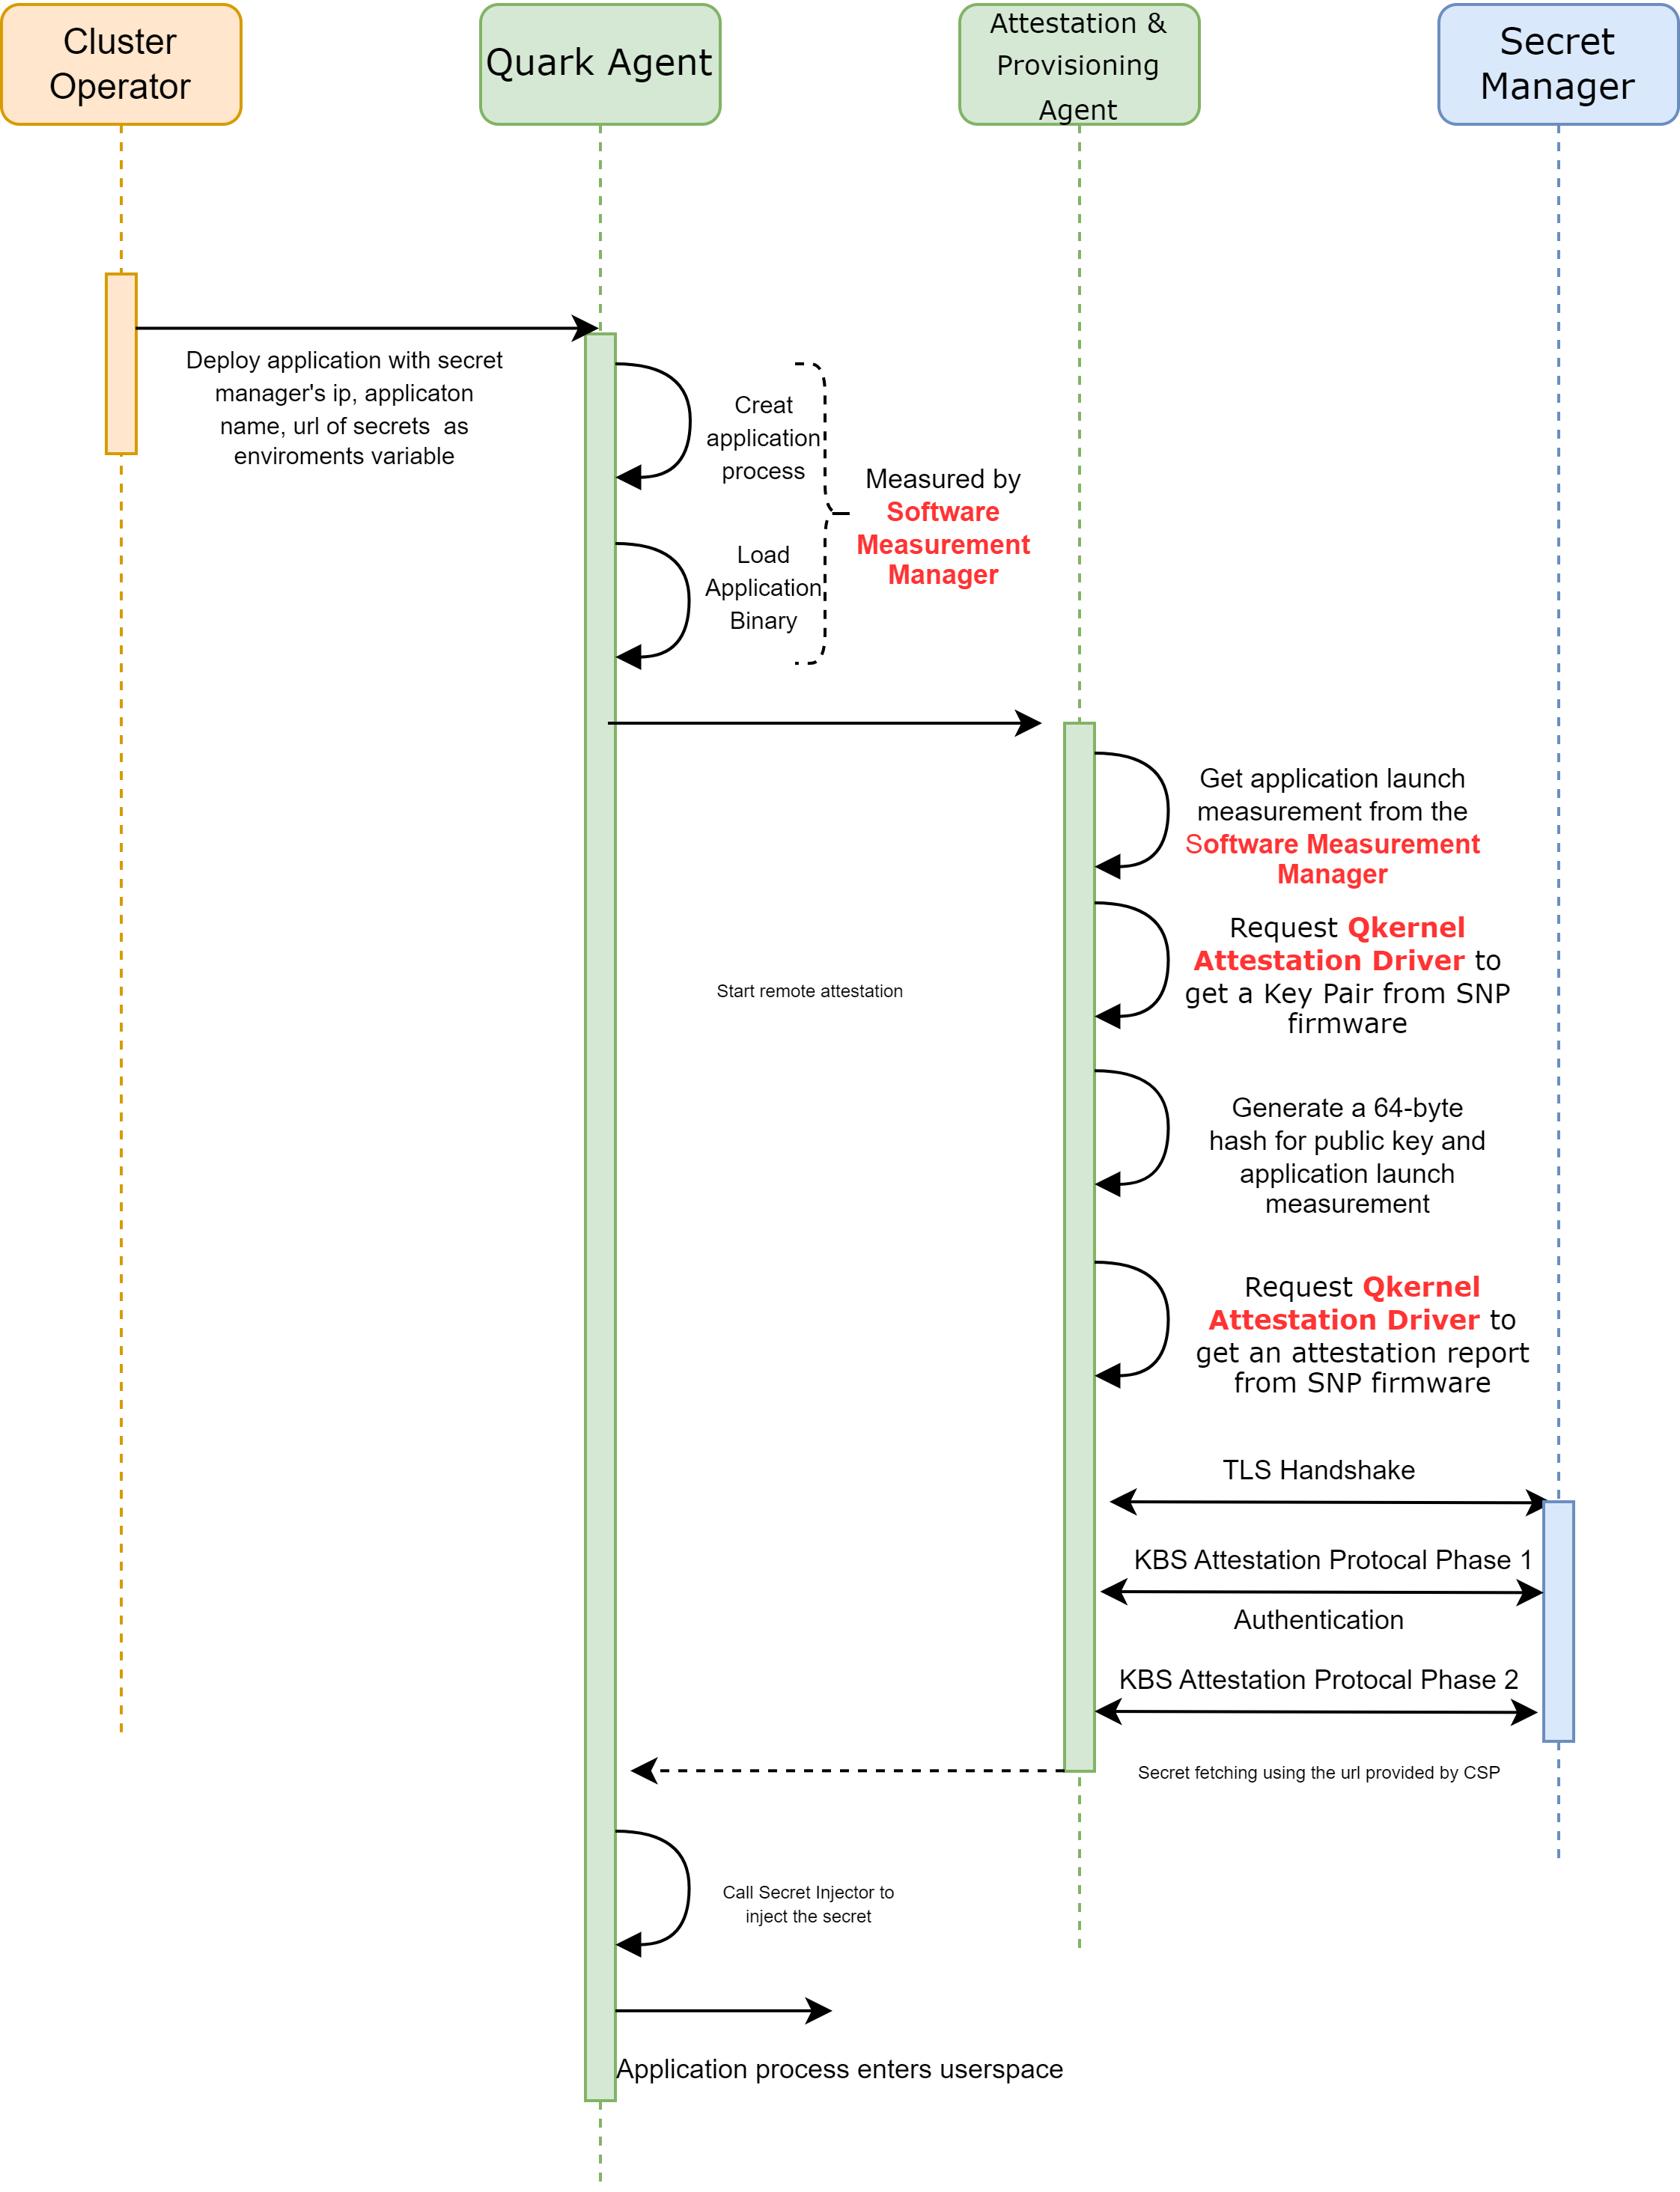 Cluster
Operator
Quark Agent
Attestation &
Provisioning
Agent
Secret
Manager
Deploy application with secret
manager's ip, applicaton
name, url of secrets  as
enviroments variable
Creat
application
process
Measured by
Software
Measurement
Manager
Load
Application
Binary
Get application launch
measurement from the
Software Measurement
Manager
Request Qkernel
Attestation Driver to
get a Key Pair from SNP
firmware
Start remote attestation
Generate a 64-byte
hash for public key and
application launch
measurement
Request Qkernel
Attestation Driver to
get an attestation report
from SNP firmware
TLS Handshake
KBS Attestation Protocal Phase 1
Authentication
KBS Attestation Protocal Phase 2
Secret fetching using the url provided by CSP
Call Secret Injector to
inject the secret
Application process enters userspace